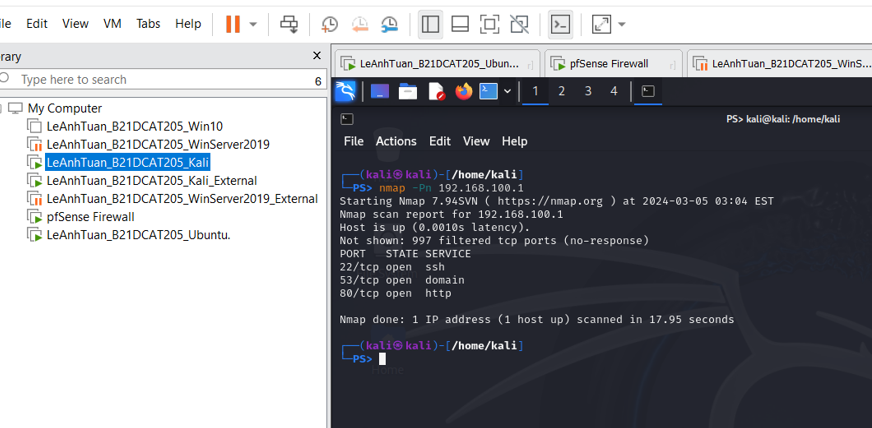 ile Edit View VM Tabs Help
rary
Type here to search
6
My Computer
LeAnhTuan_B21DCAT205_Win10
LeAnhTuan_B21DCAT205_WinServer2019
LeAnhTuan_B21DCAT205_Kali
LeAnhTuan_B21DCAT205_Kali_External
LeAnhTuan_B21DCAT205_WinServer2019_External
pfSense Firewall
LeAnhTuan_B21DCAT205_Ubuntu.
LeAnhTuan_B21DCAT205_Ubun... pfSense Firewall LeAnhTuan_B21DCAT205_WinS...
1 2 3 4
PS> kali@kali: /home/kali
File Actions Edit View Help
┌──(kali㉿kali)-[/home/kali]
└─PS> nmap -Pn 192.168.100.1
Starting Nmap 7.94SVN ( https://nmap.org ) at 2024-03-05 03:04 EST
Nmap scan report for 192.168.100.1
Host is up (0.0010s latency).
Not shown: 997 filtered tcp ports (no-response)
PORT   STATE SERVICE
22/tcp open  ssh
53/tcp open  domain
80/tcp open  http
Nmap done: 1 IP address (1 host up) scanned in 17.95 seconds
┌──(kali㉿kali)-[/home/kali]
└─PS>
Home